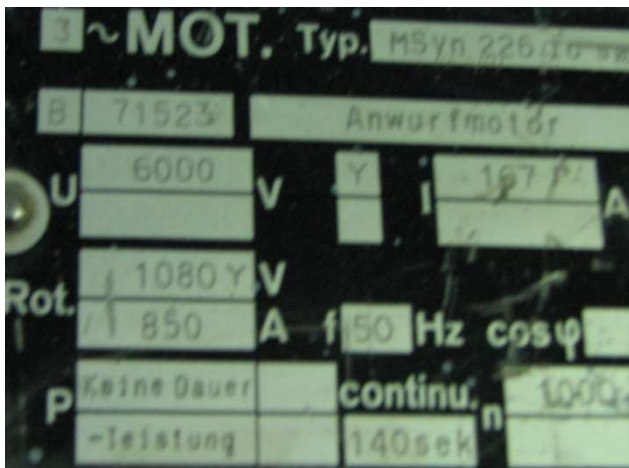 3 ~ MOT. Typ. MSyn 226
B 71523 Anwurfmotor
U 6000 V Y I 167 A
Rot. 1080 Y V
850 A f 50 Hz cosφ
P Keine Dauer continu. n 1000
-leistung 140sek